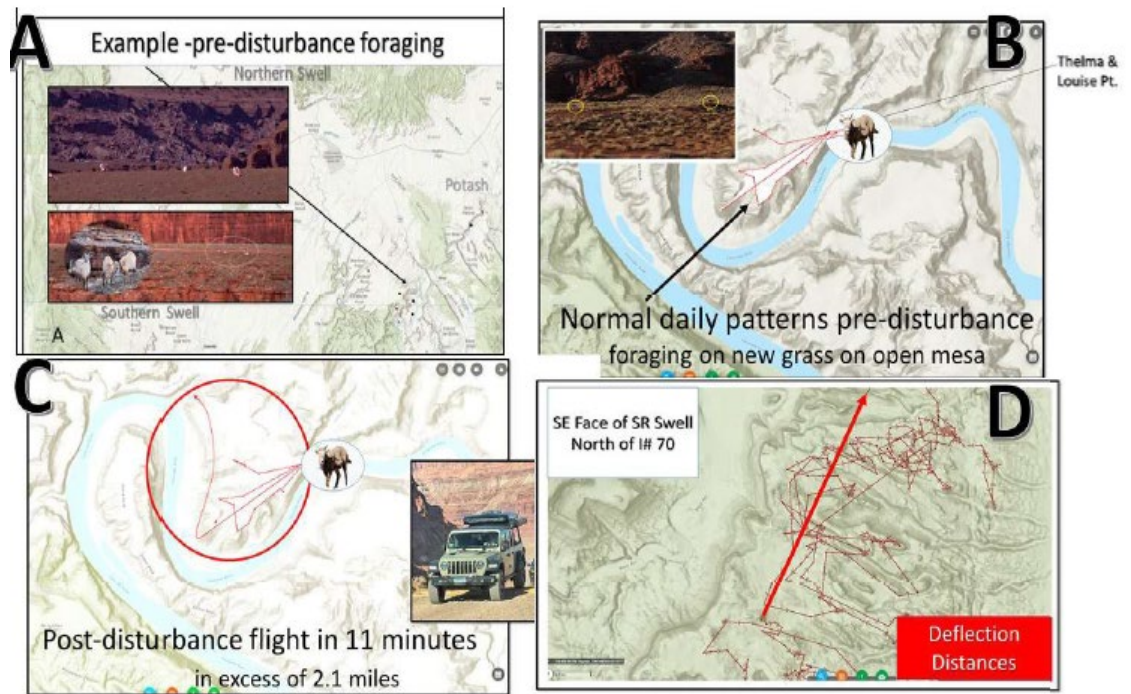 A
Example -pre-disturbance foraging
Northern Swell
Potash
Southern Swell
A
B
Thelma &
Louise Pt.
Normal daily patterns pre-disturbance
foraging on new grass on open mesa
C
Post-disturbance flight in 11 minutes
in excess of 2.1 miles
D
SE Face of SR Swell
North of I# 70
Deflection
Distances